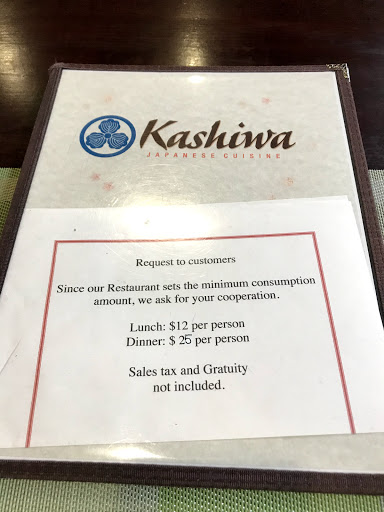 Kashiwa
JAPANESE CUISINE
Request to customers
Since our Restaurant sets the minimum consumption
amount, we ask for your cooperation.
Lunch: $12 per person
Dinner: $ 25 per person
Sales tax and Gratuity
not included.